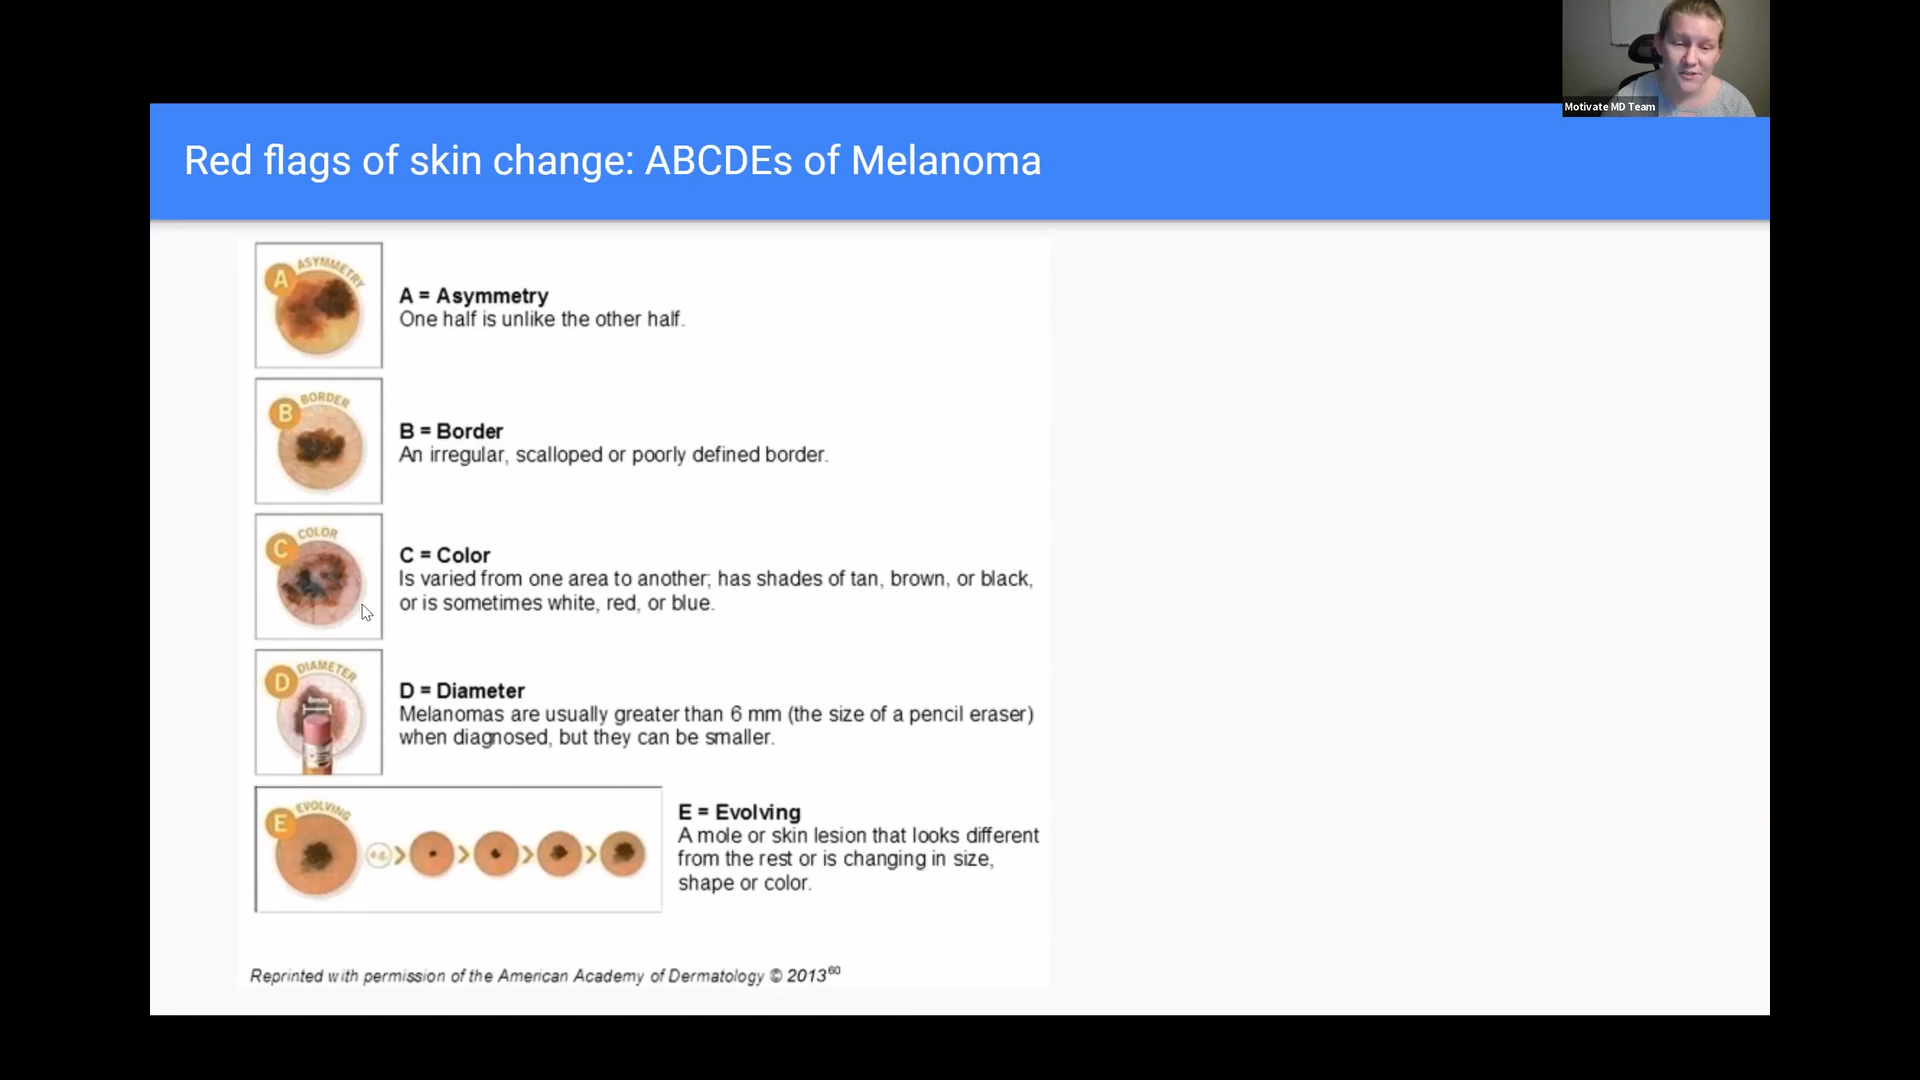 Motivate MD Team
Red flags of skin change: ABCDEs of Melanoma
A ASYMMETRY
A = Asymmetry
One half is unlike the other half.
B BORDER
B = Border
An irregular, scalloped or poorly defined border.
C COLOR
C = Color
Is varied from one area to another; has shades of tan, brown, or black,
or is sometimes white, red, or blue.
D DIAMETER
6mm
D = Diameter
Melanomas are usually greater than 6 mm (the size of a pencil eraser)
when diagnosed, but they can be smaller.
E EVOLVING
e.g.
E = Evolving
A mole or skin lesion that looks different
from the rest or is changing in size,
shape or color.
Reprinted with permission of the American Academy of Dermatology © 2013⁶⁰